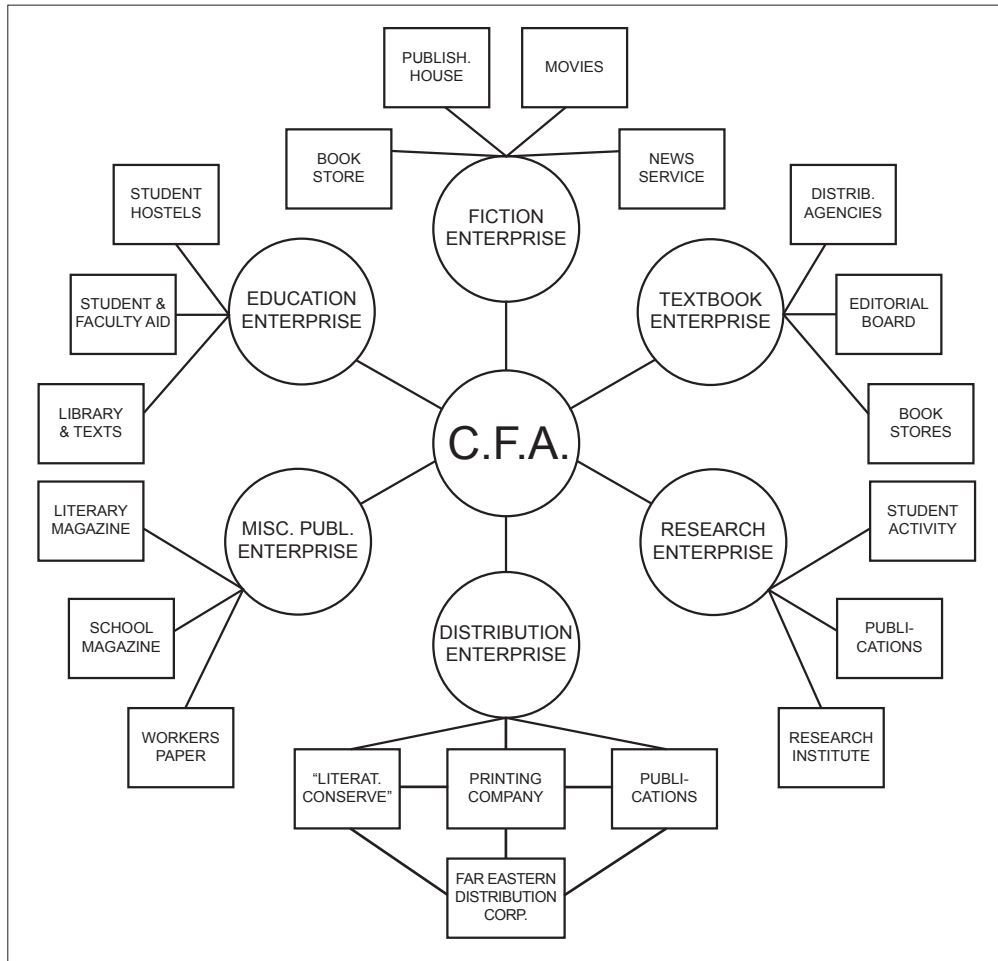 PUBLISH.
HOUSE
MOVIES
BOOK
STORE
NEWS
SERVICE
STUDENT
HOSTELS
DISTRIB.
AGENCIES
FICTION
ENTERPRISE
STUDENT &
FACULTY AID
EDUCATION
ENTERPRISE
TEXTBOOK
ENTERPRISE
EDITORIAL
BOARD
LIBRARY
& TEXTS
C.F.A.
BOOK
STORES
LITERARY
MAGAZINE
MISC. PUBL.
ENTERPRISE
RESEARCH
ENTERPRISE
STUDENT
ACTIVITY
SCHOOL
MAGAZINE
DISTRIBUTION
ENTERPRISE
PUBLI-
CATIONS
WORKERS
PAPER
RESEARCH
INSTITUTE
“LITERAT.
CONSERVE”
PRINTING
COMPANY
PUBLI-
CATIONS
FAR EASTERN
DISTRIBUTION
CORP.